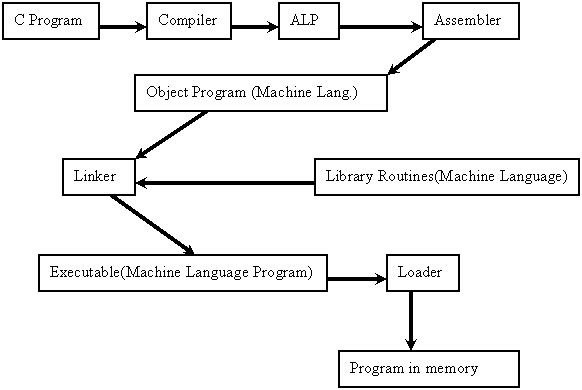 C Program
Compiler
ALP
Assembler
Object Program (Machine Lang.)
Linker
Library Routines(Machine Language)
Executable(Machine Language Program)
Loader
Program in memory